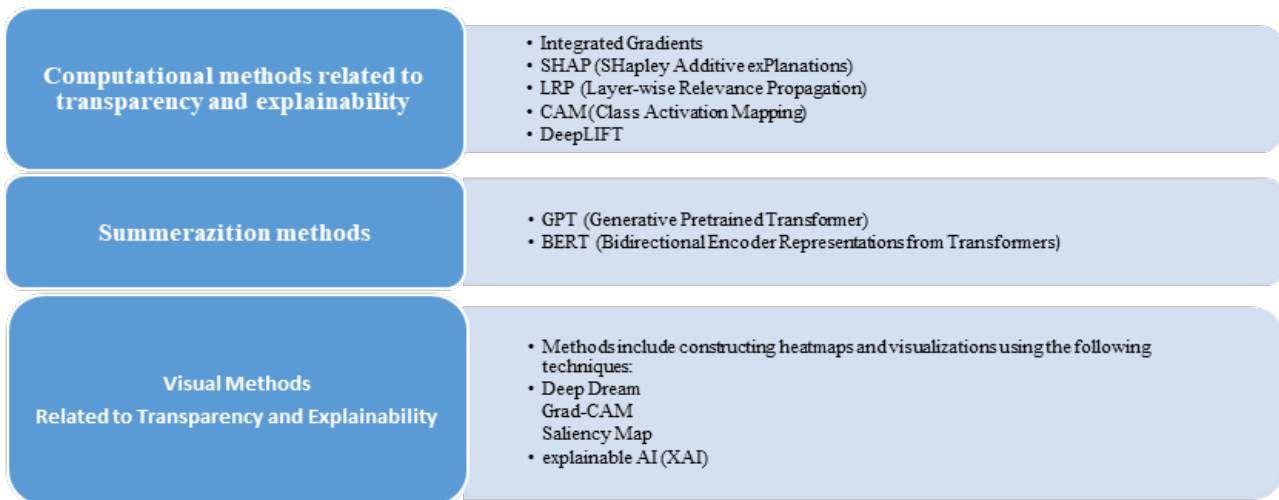 Computational methods related to
transparency and explainability
• Integrated Gradients
• SHAP (SHapley Additive exPlanations)
• LRP (Layer-wise Relevance Propagation)
• CAM (Class Activation Mapping)
• DeepLIFT
Summerazition methods
• GPT (Generative Pretrained Transformer)
• BERT (Bidirectional Encoder Representations from Transformers)
Visual Methods
Related to Transparency and Explainability
• Methods include constructing heatmaps and visualizations using the following
techniques:
• Deep Dream
Grad-CAM
Saliency Map
• explainable AI (XAI)